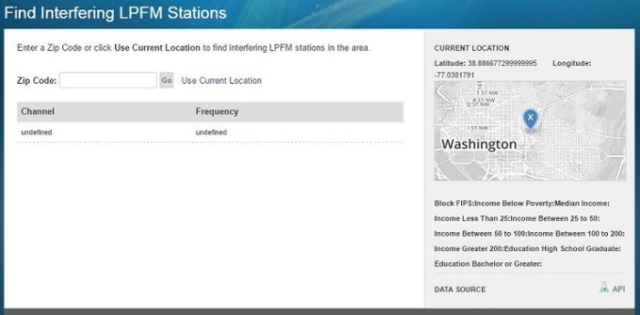 Find Interfering LPFM Stations
Enter a Zip Code or click Use Current Location to find interfering LPFM stations in the area.
Zip Code: Go Use Current Location
Channel Frequency
undefined undefined
CURRENT LOCATION
Latitude: 38.886677299999995 Longitude:
-77.0301791
T ST NW
R ST NW
Q ST NW
I ST NW
X
Washington
Block FIPS:Income Below Poverty:Median Income:
Income Less Than 25:Income Between 25 to 50:
Income Between 50 to 100:Income Between 100 to 200:
Income Greater 200:Education High School Graduate:
Education Bachelor or Greater:
DATA SOURCE API